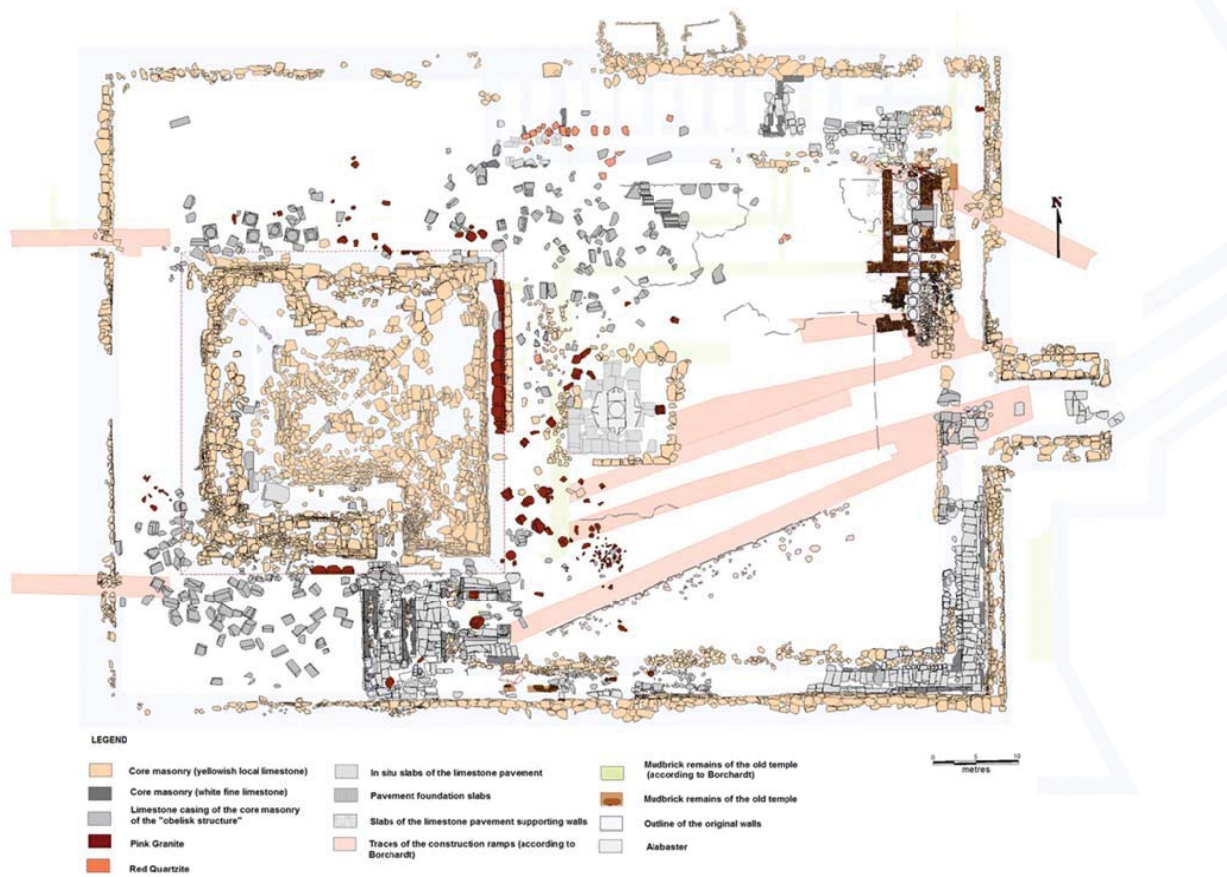 N
LEGEND
Core masonry (yellowish local limestone)
Core masonry (white fine limestone)
Limestone casing of the core masonry
of the "obelisk structure"
Pink Granite
Red Quartzite
In situ slabs of the limestone pavement
Pavement foundation slabs
Slabs of the limestone pavement supporting walls
Traces of the construction ramps (according to
Borchardt)
Mudbrick remains of the old temple
(according to Borchardt)
Mudbrick remains of the old temple
Outline of the original walls
Alabaster
0 5 10
metres